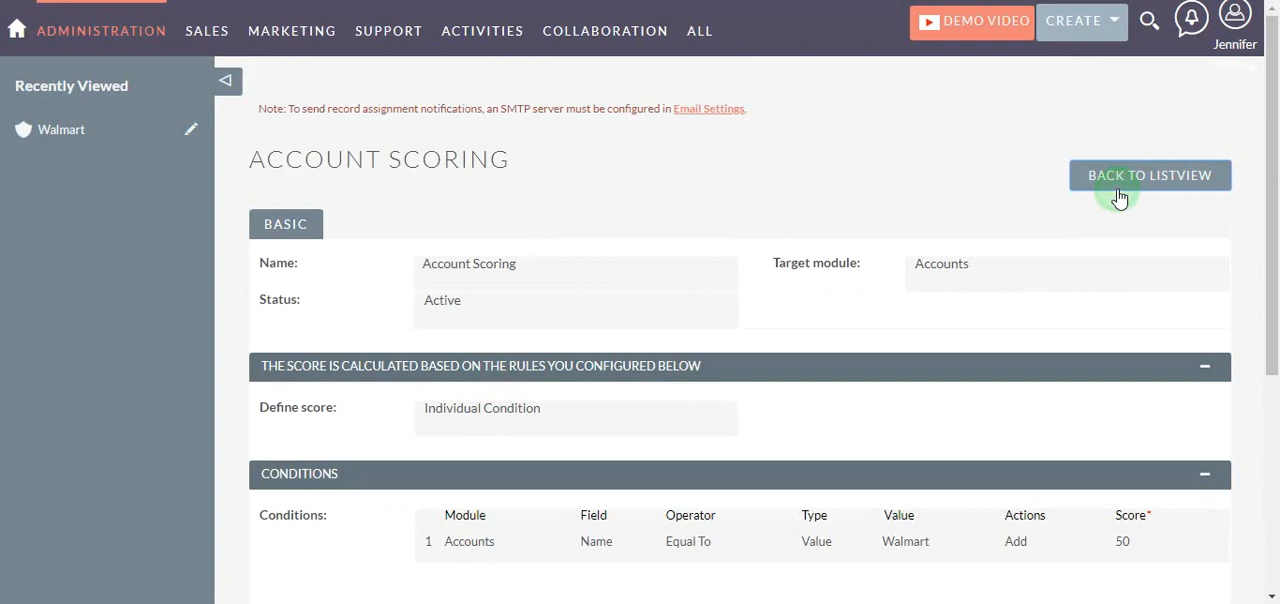 ADMINISTRATION SALES MARKETING SUPPORT ACTIVITIES COLLABORATION ALL DEMO VIDEO CREATE
Jennifer
Recently Viewed
Walmart
Note: To send record assignment notifications, an SMTP server must be configured in Email Settings.
ACCOUNT SCORING
BACK TO LISTVIEW
BASIC
Name: Account Scoring Target module: Accounts
Status: Active
THE SCORE IS CALCULATED BASED ON THE RULES YOU CONFIGURED BELOW
Define score: Individual Condition
CONDITIONS
Conditions: Module Field Operator Type Value Actions Score*
1 Accounts Name Equal To Value Walmart Add 50